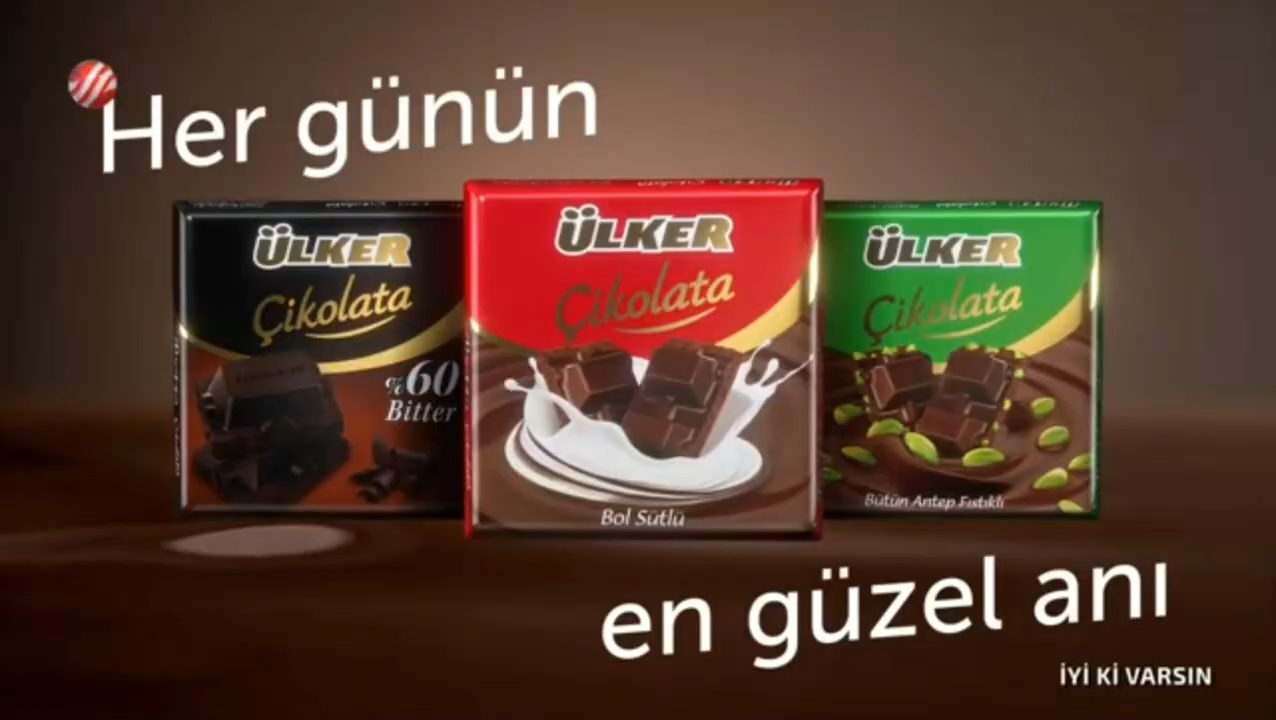 Her günün
ÜLKER
Çikolata
%60
Bitter
ÜLKER
Çikolata
Bol Sütlü
ÜLKER
Çikolata
Bütün Antep Fıstıklı
en güzel anı
İYİ Kİ VARSIN